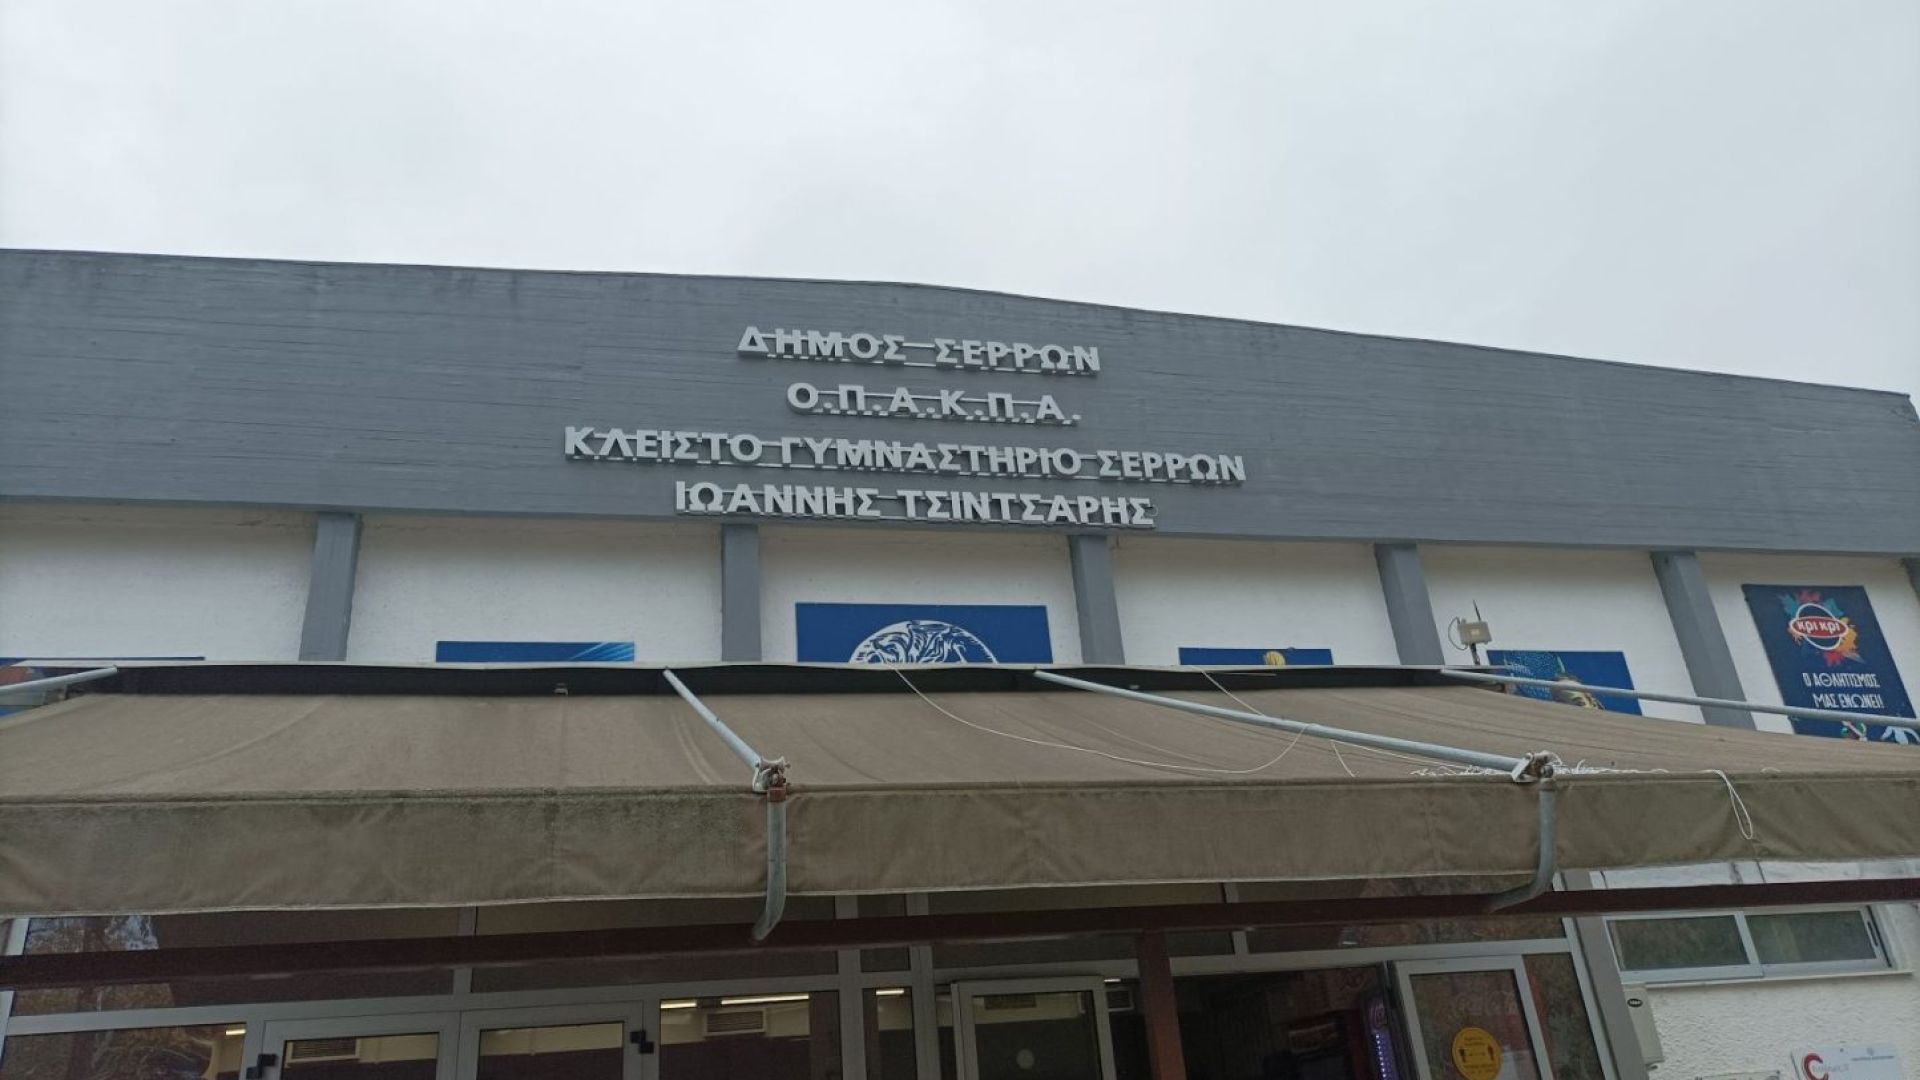 ΔΗΜΟΣ ΣΕΡΡΩΝ
Ο.Π.Α.Κ.Π.Α.
ΚΛΕΙΣΤΟ ΓΥΜΝΑΣΤΗΡΙΟ ΣΕΡΡΩΝ
ΙΩΑΝΝΗΣ ΤΣΙΝΤΣΑΡΗΣ
κρι κρι
Ο ΑΘΛΗΤΙΣΜΟΣ
ΜΑΣ ΕΝΩΝΕΙ!